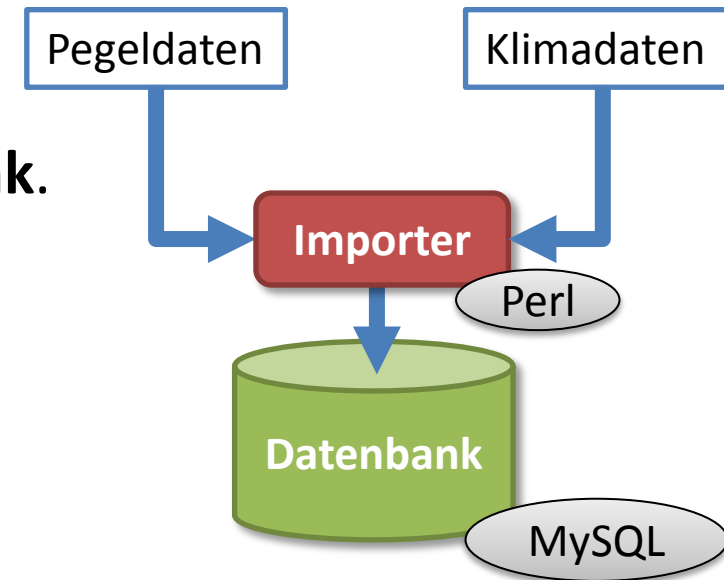 Pegeldaten
Klimadaten
k.
Importer
Perl
Datenbank
MySQL